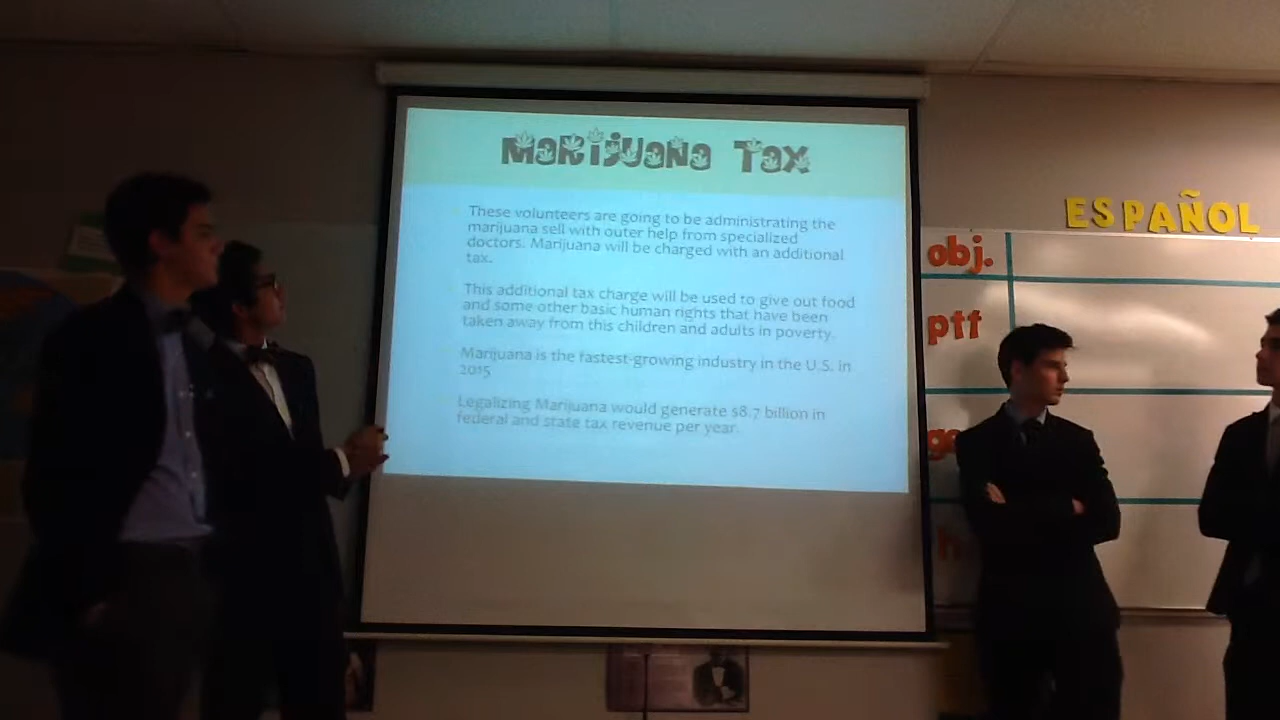 Marijuana Tax
These volunteers are going to be administrating the
marijuana sell with outer help from specialized
doctors. Marijuana will be charged with an additional
tax.
This additional tax charge will be used to give out food
and some other basic human rights that have been
taken away from this children and adults in poverty.
Marijuana is the fastest-growing industry in the U.S. in
2015
Legalizing Marijuana would generate $8.7 billion in
federal and state tax revenue per year.
ESPAÑOL
obj.
ptt